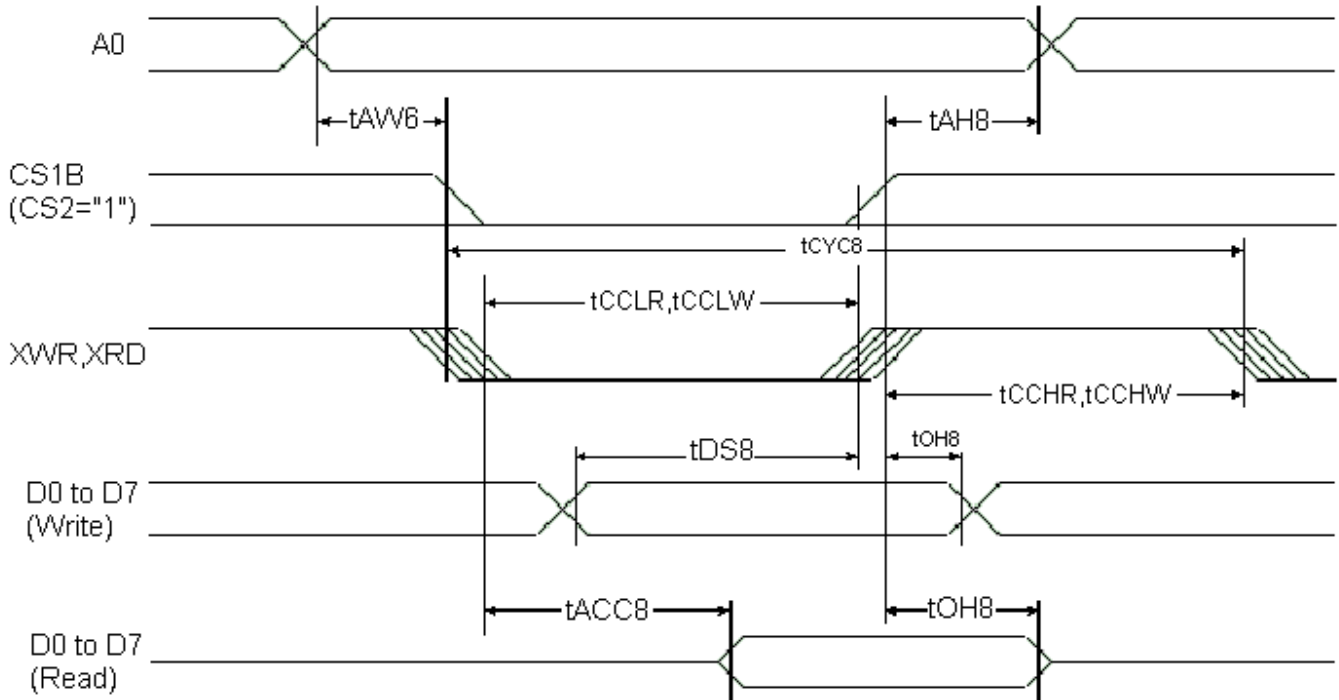 A0
tAW6
tAH8
CS1B
(CS2="1")
tCYC8
tCCLR,tCCLW
XWR,XRD
tCCHR,tCCHW
tDS8
tOH8
D0 to D7
(Write)
tACC8
tOH8
D0 to D7
(Read)